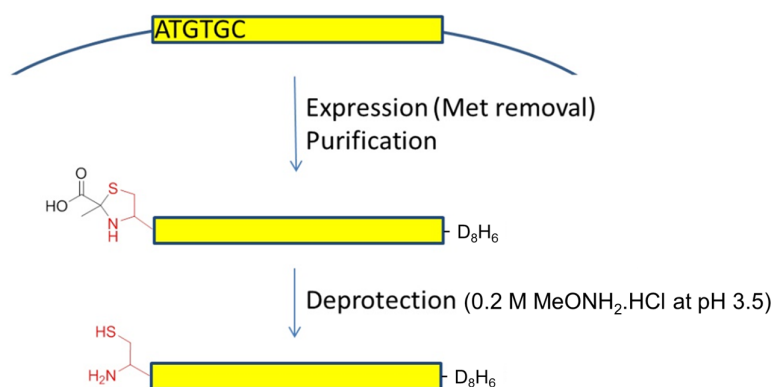 ATGTGC
Expression (Met removal)
Purification
O
S
HO
N
H
D₈H₆
Deprotection (0.2 M MeONH₂.HCl at pH 3.5)
HS
H₂N
D₈H₆